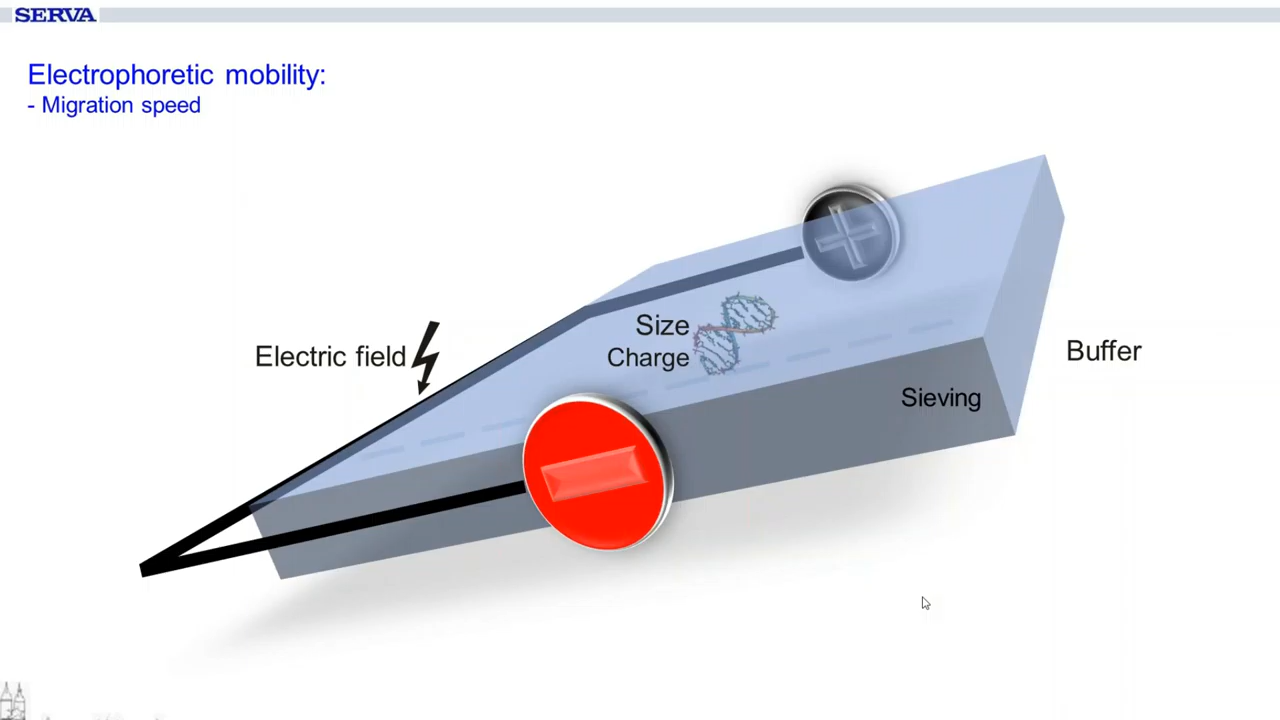 SERVA
Electrophoretic mobility:
- Migration speed
Size
Electric field
Charge
Buffer
Sieving